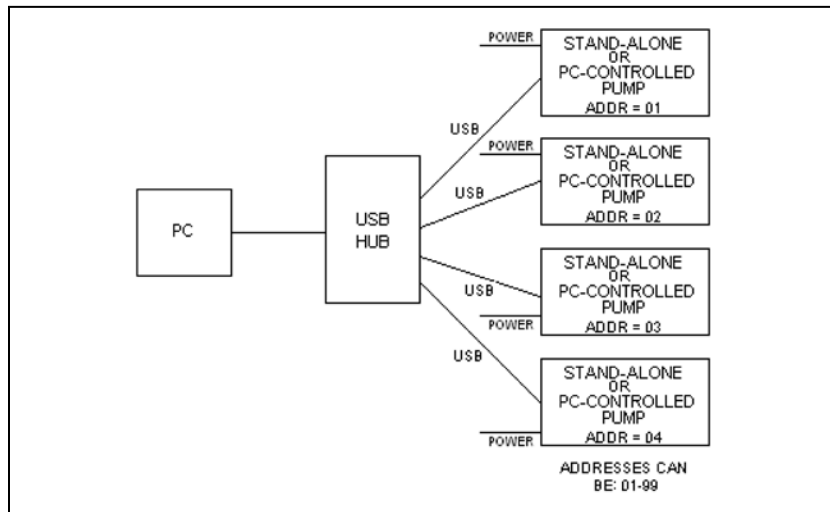 PC
USB
HUB
USB
USB
USB
USB
POWER
STAND-ALONE
OR
PC-CONTROLLED
PUMP
ADDR = 01
POWER
STAND-ALONE
OR
PC-CONTROLLED
PUMP
ADDR = 02
STAND-ALONE
OR
PC-CONTROLLED
PUMP
POWER
ADDR = 03
STAND-ALONE
OR
PC-CONTROLLED
PUMP
POWER
ADDR = 04
ADDRESSES CAN
BE: 01-99